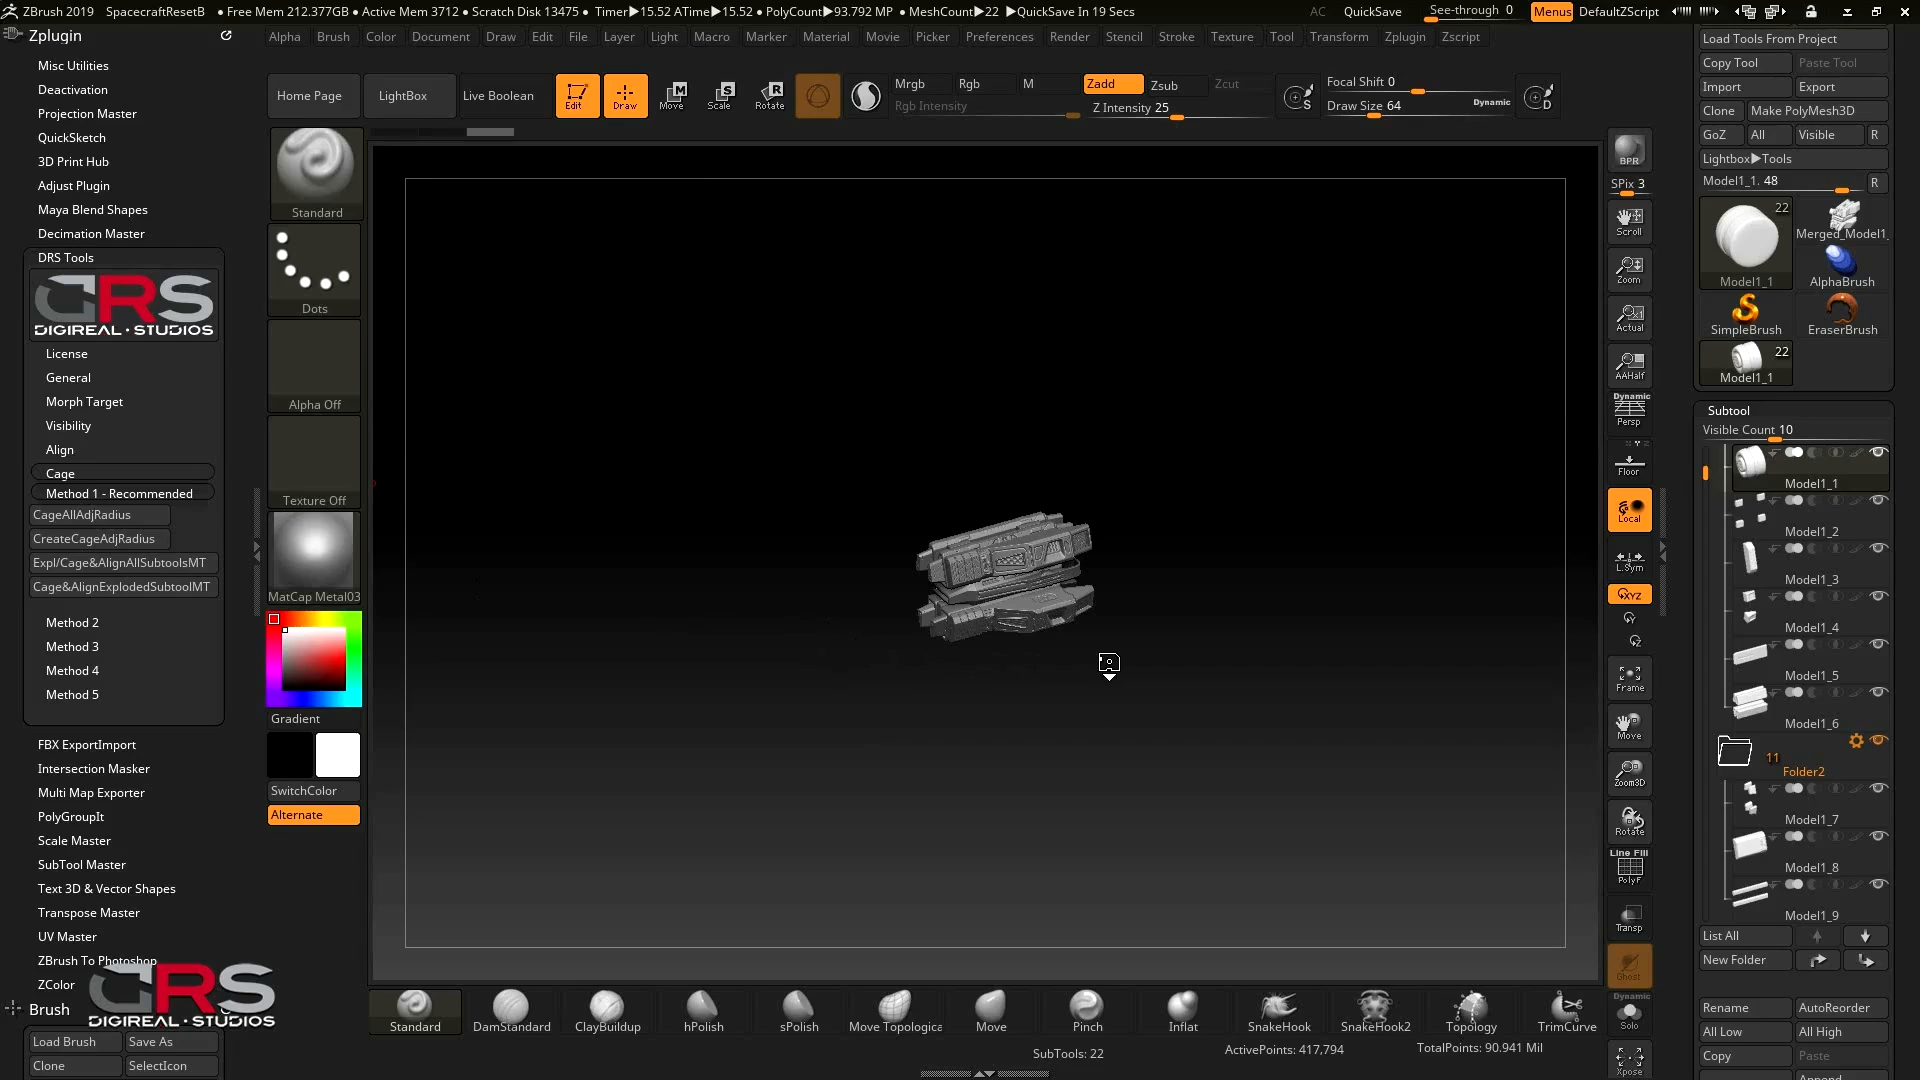 ZBrush 2019 SpacecraftResetB • Free Mem 212.377GB • Active Mem 3712 • Scratch Disk 13475 • Timer▶15.52 ATime▶15.52 • PolyCount▶93.792 MP • MeshCount▶22 ▶QuickSave In 19 Secs AC QuickSave See-through 0 Menus DefaultZScript
Zplugin
Alpha Brush Color Document Draw Edit File Layer Light Macro Marker Material Movie Picker Preferences Render Stencil Stroke Texture Tool Transform Zplugin Zscript
Home Page LightBox Live Boolean Edit Draw Move Scale Rotate
Mrgb Rgb M Zadd Zsub Zcut
Rgb Intensity Z Intensity 25
Focal Shift 0
Draw Size 64 Dynamic
S D
Misc Utilities
Deactivation
Projection Master
QuickSketch
3D Print Hub
Adjust Plugin
Maya Blend Shapes
Decimation Master
DRS Tools
DRS
DIGIREAL·STUDIOS
License
General
Morph Target
Visibility
Align
Cage
Method 1 - Recommended
CageAllAdjRadius
CreateCageAdjRadius
Expl/Cage&AlignAllSubtoolsMT
Cage&AlignExplodedSubtoolMT
Method 2
Method 3
Method 4
Method 5
FBX ExportImport
Intersection Masker
Multi Map Exporter
PolyGroupIt
Scale Master
SubTool Master
Text 3D & Vector Shapes
Transpose Master
UV Master
ZBrush To Photoshop
ZColor
DRS
DIGIREAL·STUDIOS
Brush
Load Brush Save As
Clone SelectIcon
Standard
Dots
Alpha Off
Texture Off
MatCap Metal03
Gradient
SwitchColor
Alternate
BPR
SPix 3
Scroll
Zoom
Actual
AAHalf
Dynamic
Persp
Floor
Local
L.Sym
XYZ
Y
Z
Frame
Move
Zoom3D
Rotate
Line Fill
PolyF
Transp
Ghost
Dynamic
Solo
Xpose
Load Tools From Project
Copy Tool Paste Tool
Import Export
Clone Make PolyMesh3D
GoZ All Visible R
Lightbox▶Tools
Model1_1. 48 R
22
Model1_1
Merged_Model1_
AlphaBrush
SimpleBrush EraserBrush
22
Model1_1
Subtool
Visible Count 10
Model1_1
Model1_2
Model1_3
Model1_4
Model1_5
Model1_6
11
Folder2
Model1_7
Model1_8
Model1_9
List All
New Folder
Rename AutoReorder
All Low All High
Copy Paste
Append
Standard DamStandard ClayBuildup hPolish sPolish Move Topologica Move Pinch Inflat SnakeHook SnakeHook2 Topology TrimCurve
SubTools: 22 ActivePoints: 417,794 TotalPoints: 90.941 Mil